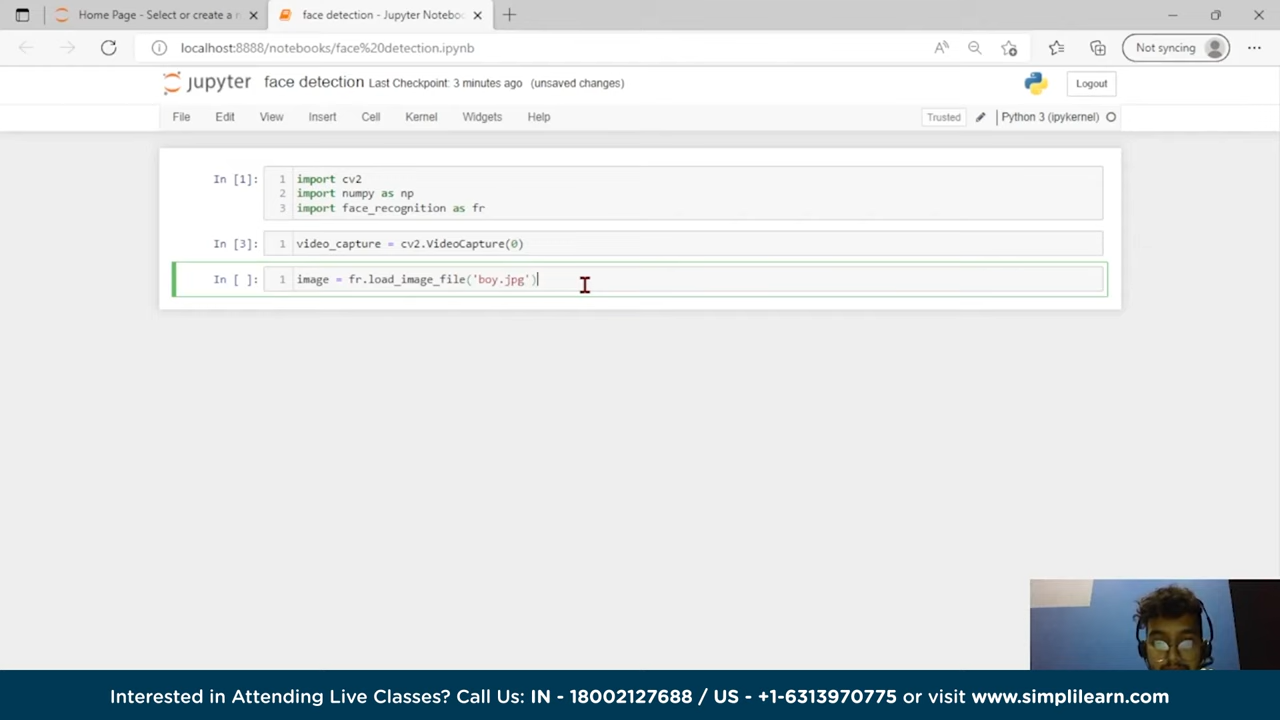 Home Page - Select or create a n
face detection - Jupyter Notebo
localhost:8888/notebooks/face%20detection.ipynb
Not syncing
jupyter face detection Last Checkpoint: 3 minutes ago (unsaved changes)
Logout
File Edit View Insert Cell Kernel Widgets Help
Trusted
Python 3 (ipykernel)
In [1]: 1 import cv2
2 import numpy as np
3 import face_recognition as fr
In [3]: 1 video_capture = cv2.VideoCapture(0)
In [ ]: 1 image = fr.load_image_file('boy.jpg')
Interested in Attending Live Classes? Call Us: IN - 18002127688 / US - +1-6313970775 or visit www.simplilearn.com